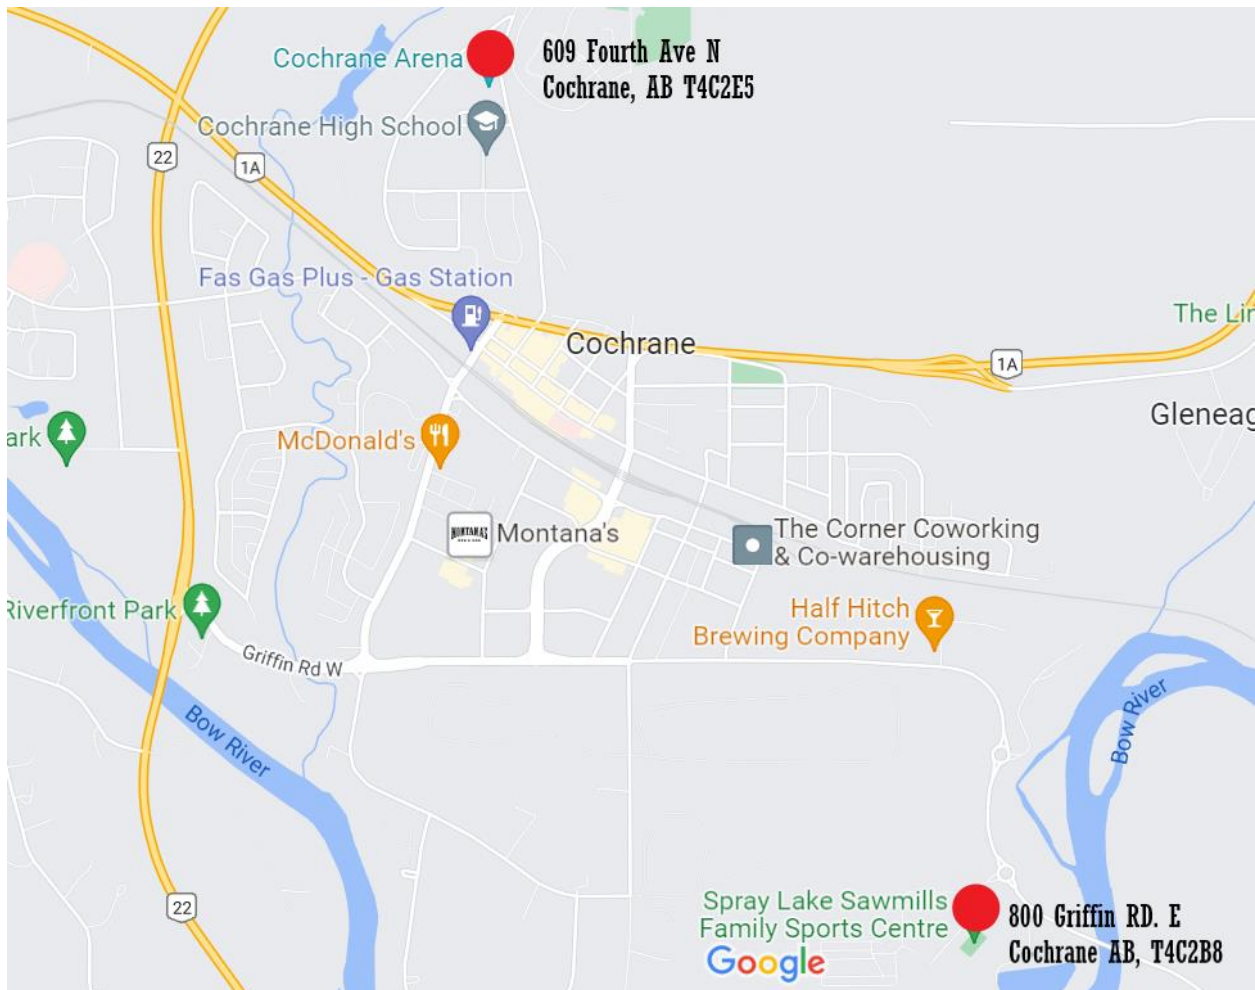 Cochrane Arena
609 Fourth Ave N
Cochrane, AB T4C2E5
Cochrane High School
22
1A
Fas Gas Plus - Gas Station
The Lin
Cochrane
1A
Gleneag
ark
McDonald's
MONTANA'S
Montana's
The Corner Coworking
& Co-warehousing
Riverfront Park
Half Hitch
Brewing Company
Griffin Rd W
Bow River
Bow River
22
Spray Lake Sawmills
Family Sports Centre
800 Griffin RD. E
Cochrane AB, T4C2B8
Google